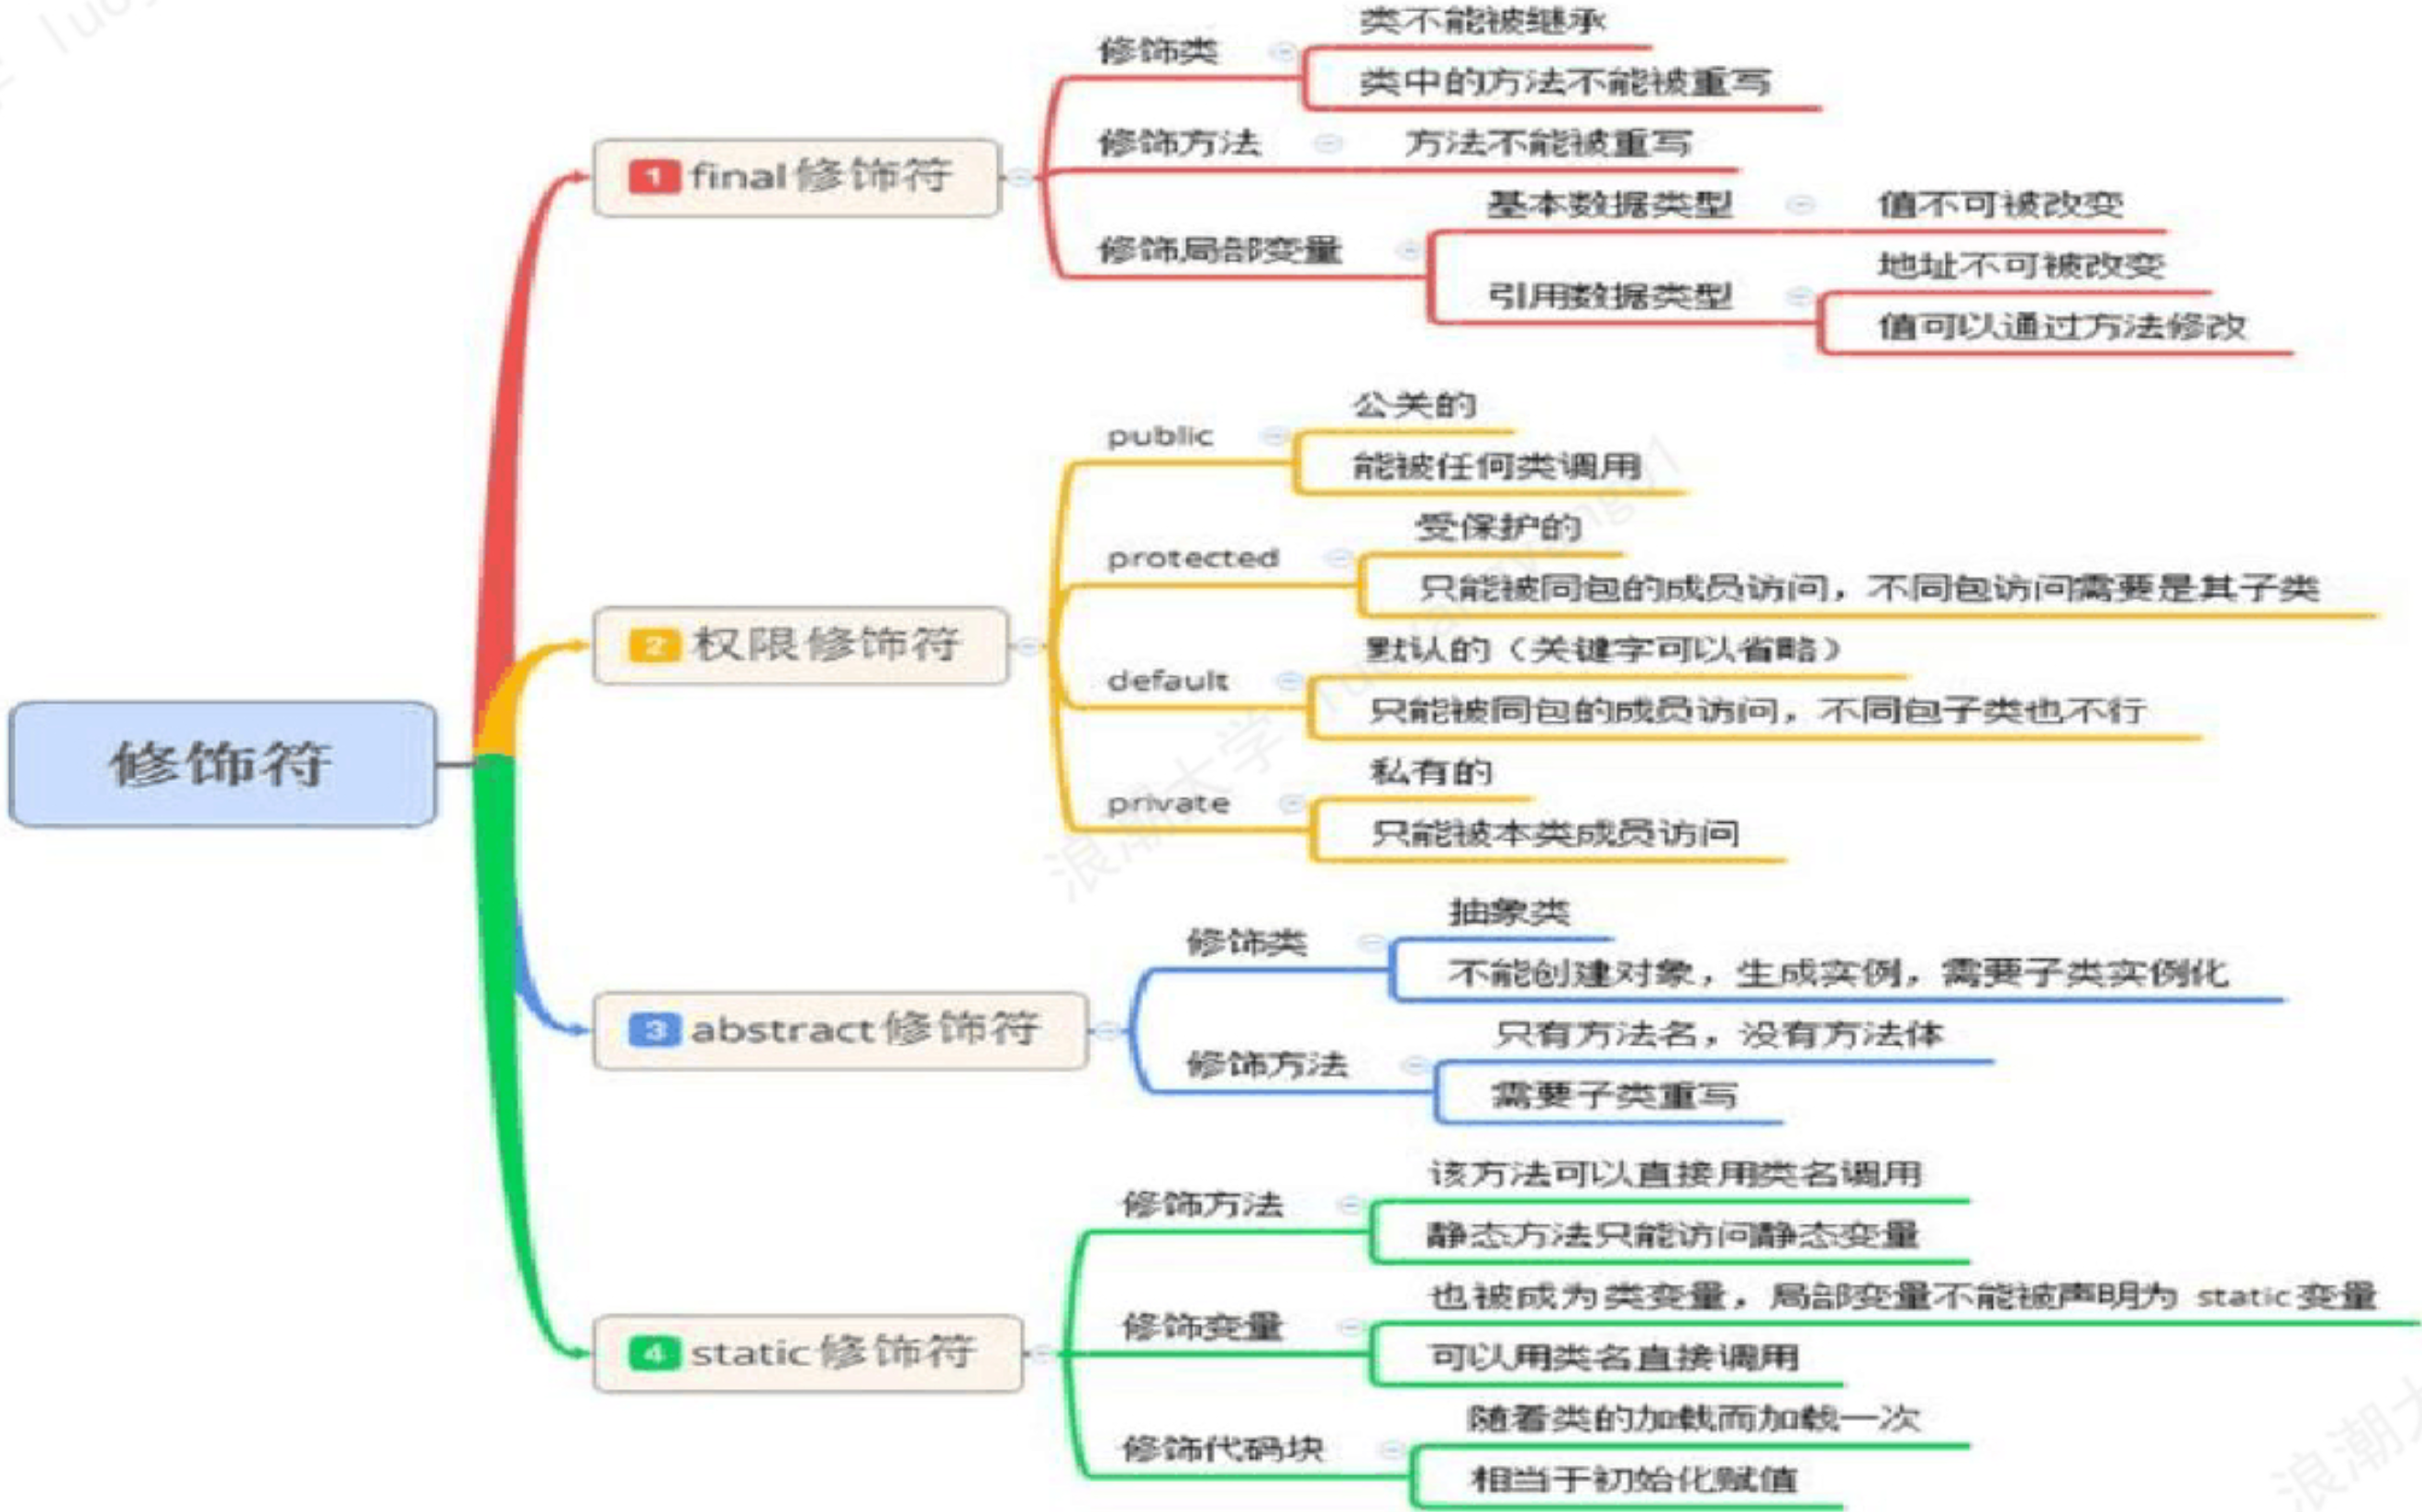 修饰符
1 final修饰符
修饰类
类不能被继承
类中的方法不能被重写
修饰方法
方法不能被重写
修饰局部变量
基本数据类型
值不可被改变
引用数据类型
地址不可被改变
值可以通过方法修改
2 权限修饰符
public
公关的
能被任何类调用
protected
受保护的
只能被同包的成员访问，不同包访问需要是其子类
default
默认的（关键字可以省略）
只能被同包的成员访问，不同包子类也不行
private
私有的
只能被本类成员访问
3 abstract修饰符
修饰类
抽象类
不能创建对象，生成实例，需要子类实例化
修饰方法
只有方法名，没有方法体
需要子类重写
4 static修饰符
修饰方法
该方法可以直接用类名调用
静态方法只能访问静态变量
修饰变量
也被成为类变量，局部变量不能被声明为 static变量
可以用类名直接调用
修饰代码块
随着类的加载而加载一次
相当于初始化赋值
浪潮大学
浪潮大